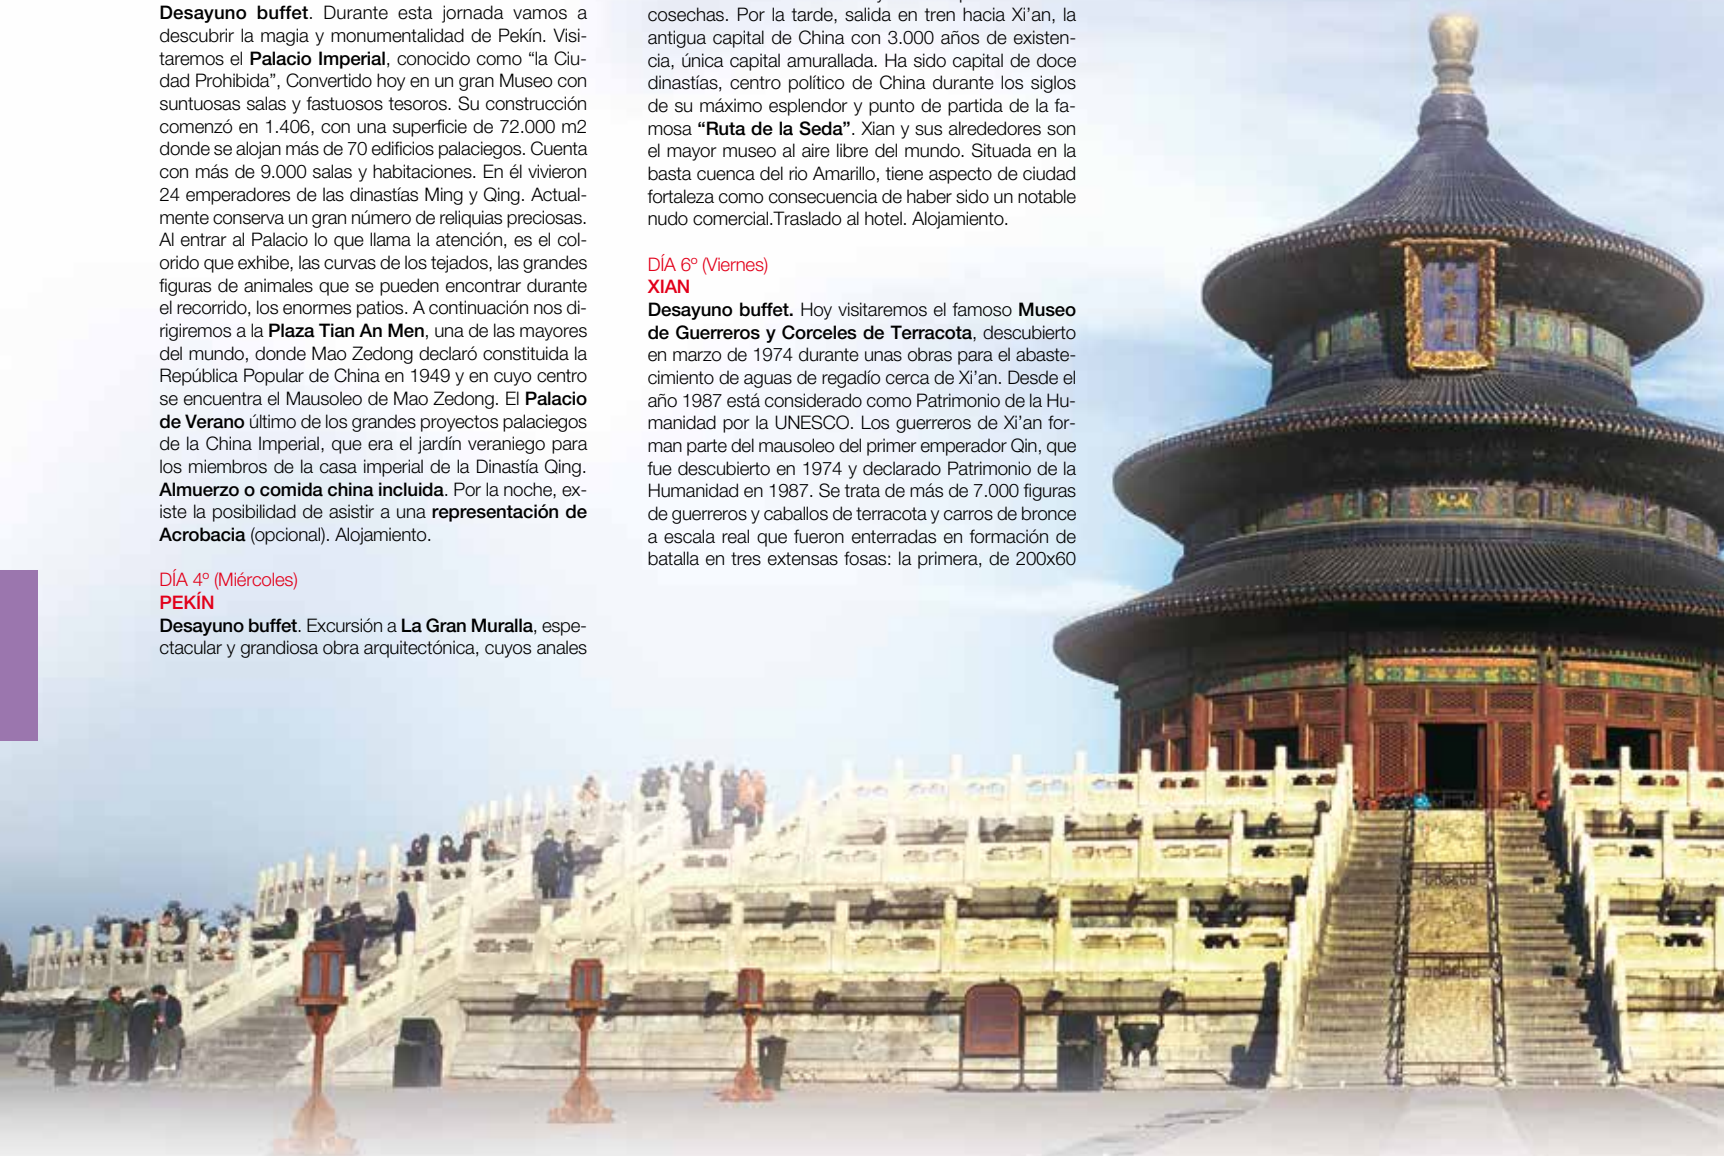 Desayuno buffet. Durante esta jornada vamos a
descubrir la magia y monumentalidad de Pekín. Visi-
taremos el Palacio Imperial, conocido como “la Ciu-
dad Prohibida”, Convertido hoy en un gran Museo con
suntuosas salas y fastuosos tesoros. Su construcción
comenzó en 1.406, con una superficie de 72.000 m2
donde se alojan más de 70 edificios palaciegos. Cuenta
con más de 9.000 salas y habitaciones. En él vivieron
24 emperadores de las dinastías Ming y Qing. Actual-
mente conserva un gran número de reliquias preciosas.
Al entrar al Palacio lo que llama la atención, es el col-
orido que exhibe, las curvas de los tejados, las grandes
figuras de animales que se pueden encontrar durante
el recorrido, los enormes patios. A continuación nos di-
rigiremos a la Plaza Tian An Men, una de las mayores
del mundo, donde Mao Zedong declaró constituida la
República Popular de China en 1949 y en cuyo centro
se encuentra el Mausoleo de Mao Zedong. El Palacio
de Verano último de los grandes proyectos palaciegos
de la China Imperial, que era el jardín veraniego para
los miembros de la casa imperial de la Dinastía Qing.
Almuerzo o comida china incluida. Por la noche, ex-
iste la posibilidad de asistir a una representación de
Acrobacia (opcional). Alojamiento.
DÍA 4º (Miércoles)
PEKÍN
Desayuno buffet. Excursión a La Gran Muralla, espe-
ctacular y grandiosa obra arquitectónica, cuyos anales
cosechas. Por la tarde, salida en tren hacia Xi’an, la
antigua capital de China con 3.000 años de existen-
cia, única capital amurallada. Ha sido capital de doce
dinastías, centro político de China durante los siglos
de su máximo esplendor y punto de partida de la fa-
mosa “Ruta de la Seda”. Xian y sus alrededores son
el mayor museo al aire libre del mundo. Situada en la
basta cuenca del rio Amarillo, tiene aspecto de ciudad
fortaleza como consecuencia de haber sido un notable
nudo comercial.Traslado al hotel. Alojamiento.
DÍA 6º (Viernes)
XIAN
Desayuno buffet. Hoy visitaremos el famoso Museo
de Guerreros y Corceles de Terracota, descubierto
en marzo de 1974 durante unas obras para el abaste-
cimiento de aguas de regadío cerca de Xi’an. Desde el
año 1987 está considerado como Patrimonio de la Hu-
manidad por la UNESCO. Los guerreros de Xi’an for-
man parte del mausoleo del primer emperador Qin, que
fue descubierto en 1974 y declarado Patrimonio de la
Humanidad en 1987. Se trata de más de 7.000 figuras
de guerreros y caballos de terracota y carros de bronce
a escala real que fueron enterradas en formación de
batalla en tres extensas fosas: la primera, de 200x60